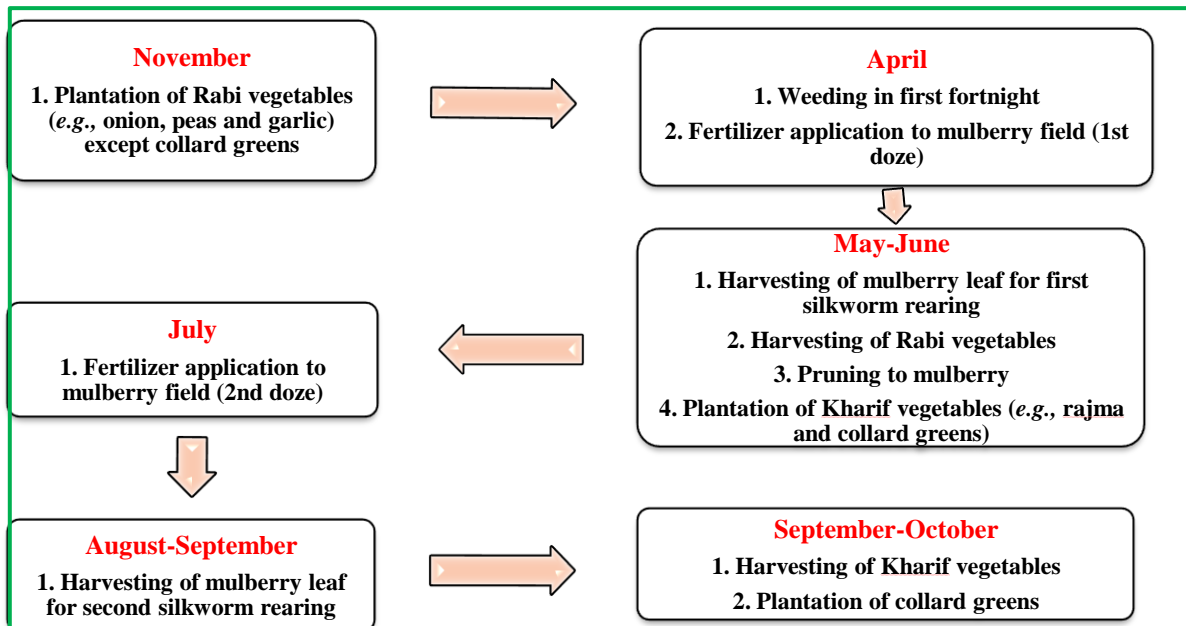 November
1. Plantation of Rabi vegetables
(e.g., onion, peas and garlic)
except collard greens
April
1. Weeding in first fortnight
2. Fertilizer application to mulberry field (1st
doze)
May-June
1. Harvesting of mulberry leaf for first
silkworm rearing
2. Harvesting of Rabi vegetables
3. Pruning to mulberry
4. Plantation of Kharif vegetables (e.g., rajma
and collard greens)
July
1. Fertilizer application to
mulberry field (2nd doze)
August-September
1. Harvesting of mulberry leaf
for second silkworm rearing
September-October
1. Harvesting of Kharif vegetables
2. Plantation of collard greens